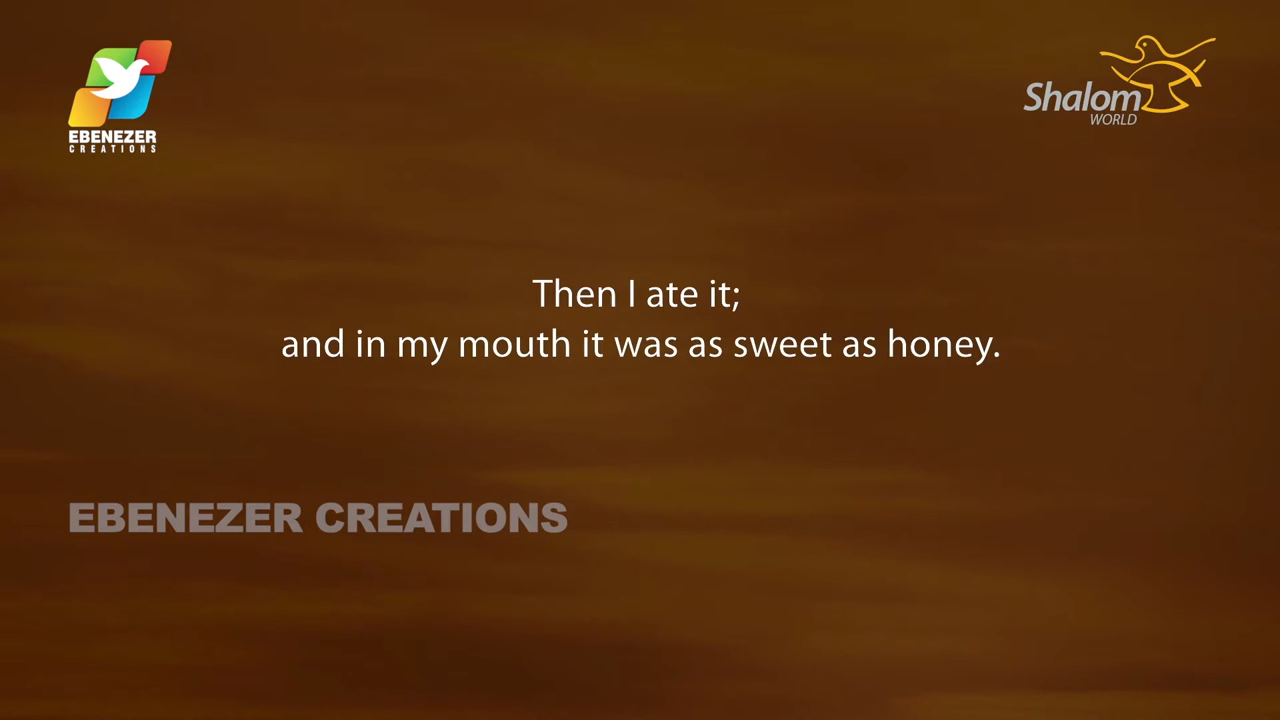 EBENEZER
CREATIONS
Shalom
WORLD
Then I ate it;
and in my mouth it was as sweet as honey.
EBENEZER CREATIONS